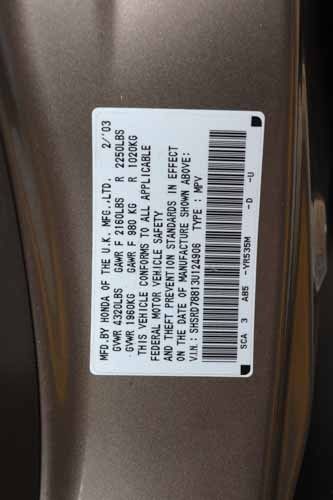 MFD.BY HONDA OF THE U.K. MFG.,LTD. 2/'03
GVWR 4320LBS GAWR F 2160LBS R 2250LBS
GVWR 1960KG GAWR F 980 KG R 1020KG
THIS VEHICLE CONFORMS TO ALL APPLICABLE
FEDERAL MOTOR VEHICLE SAFETY
AND THEFT PREVENTION STANDARDS IN EFFECT
ON THE DATE OF MANUFACTURE SHOWN ABOVE:
V.I.N.: SHSRD78813U124906 TYPE : MPV
SCA 3 AB5 -YR535M -D -U